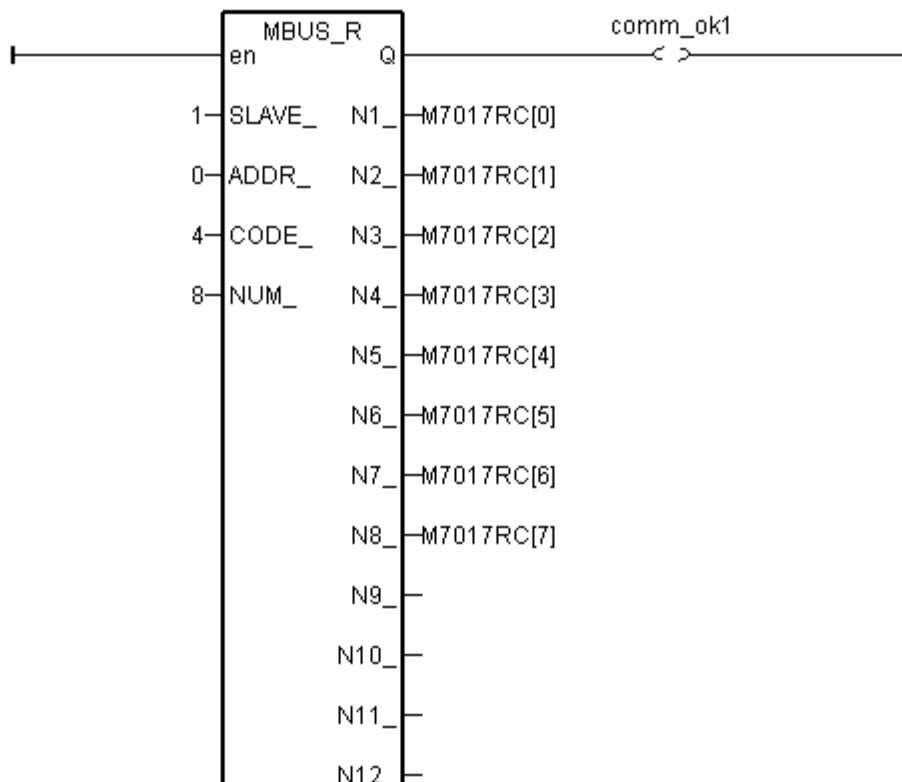 MBUS_R comm_ok1
en Q
1 SLAVE_ N1_ M7017RC[0]
0 ADDR_ N2_ M7017RC[1]
4 CODE_ N3_ M7017RC[2]
8 NUM_ N4_ M7017RC[3]
N5_ M7017RC[4]
N6_ M7017RC[5]
N7_ M7017RC[6]
N8_ M7017RC[7]
N9_
N10_
N11_
N12_